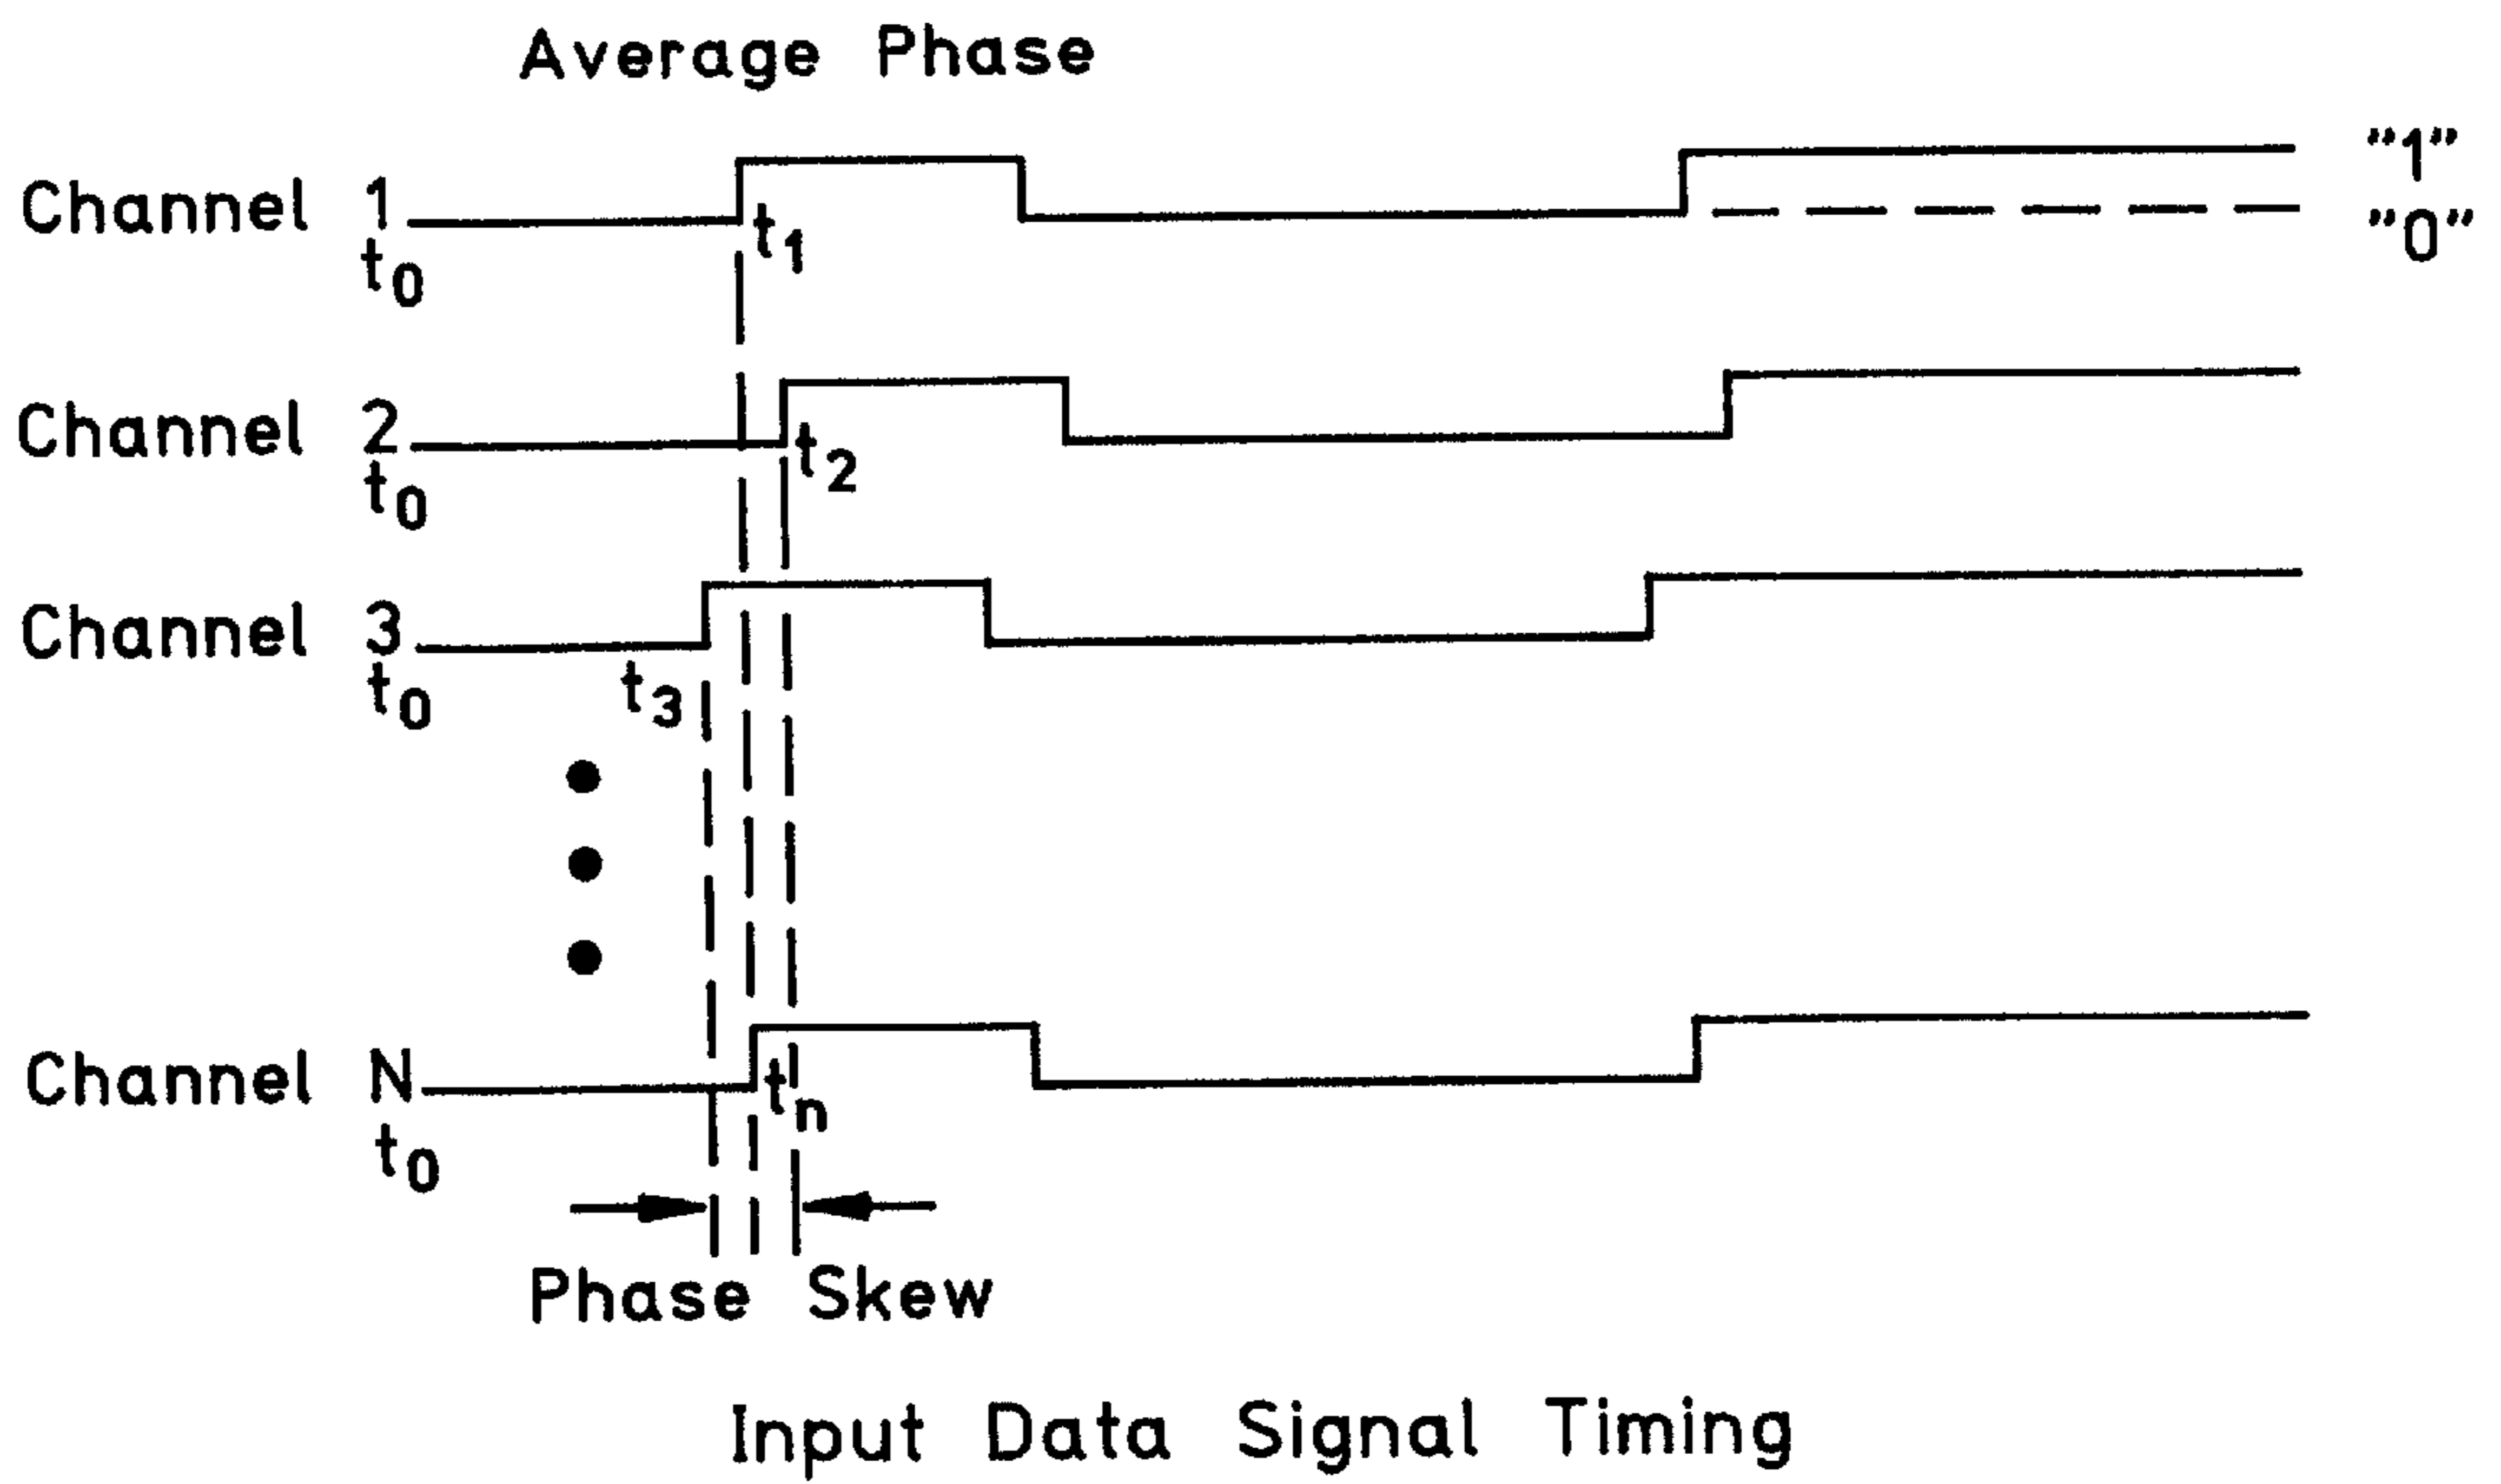 Average Phase
"1"
Channel 1
"0"
t1
t0
Channel 2
t2
t0
Channel 3
t3
t0
Channel N
tn
t0
Phase Skew
Input Data Signal Timing